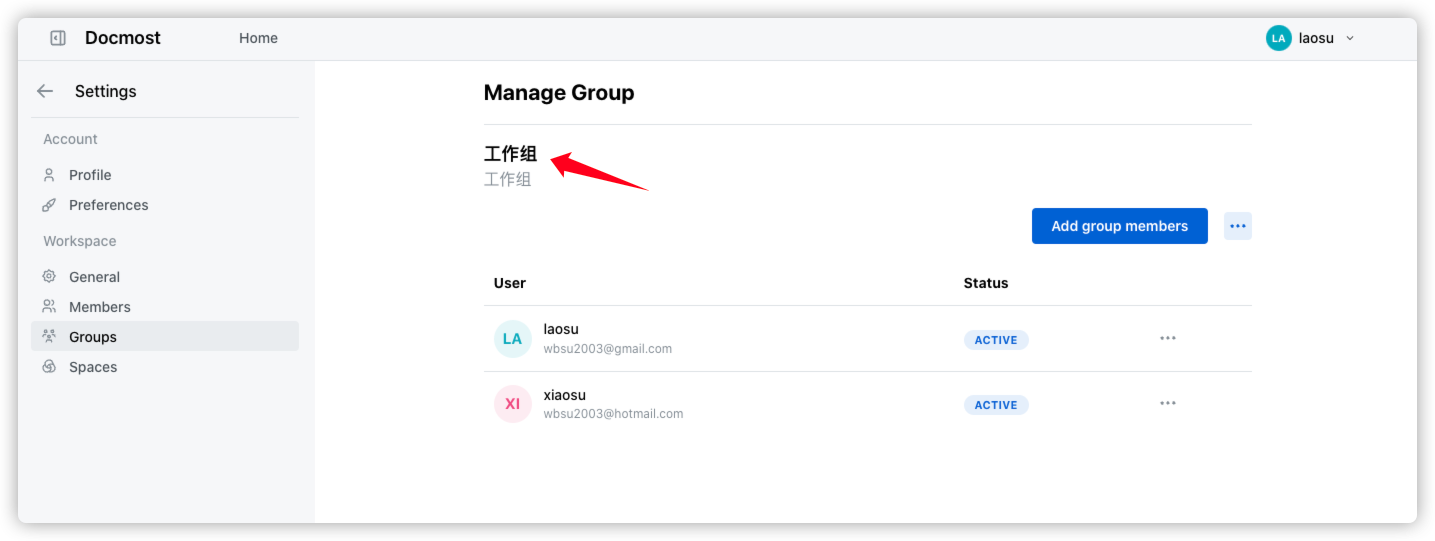 Docmost Home LA laosu
Settings
Account
Profile
Preferences
Workspace
General
Members
Groups
Spaces
Manage Group
工作组
工作组
Add group members
User Status
LA laosu ACTIVE
wbsu2003@gmail.com
XI xiaosu ACTIVE
wbsu2003@hotmail.com